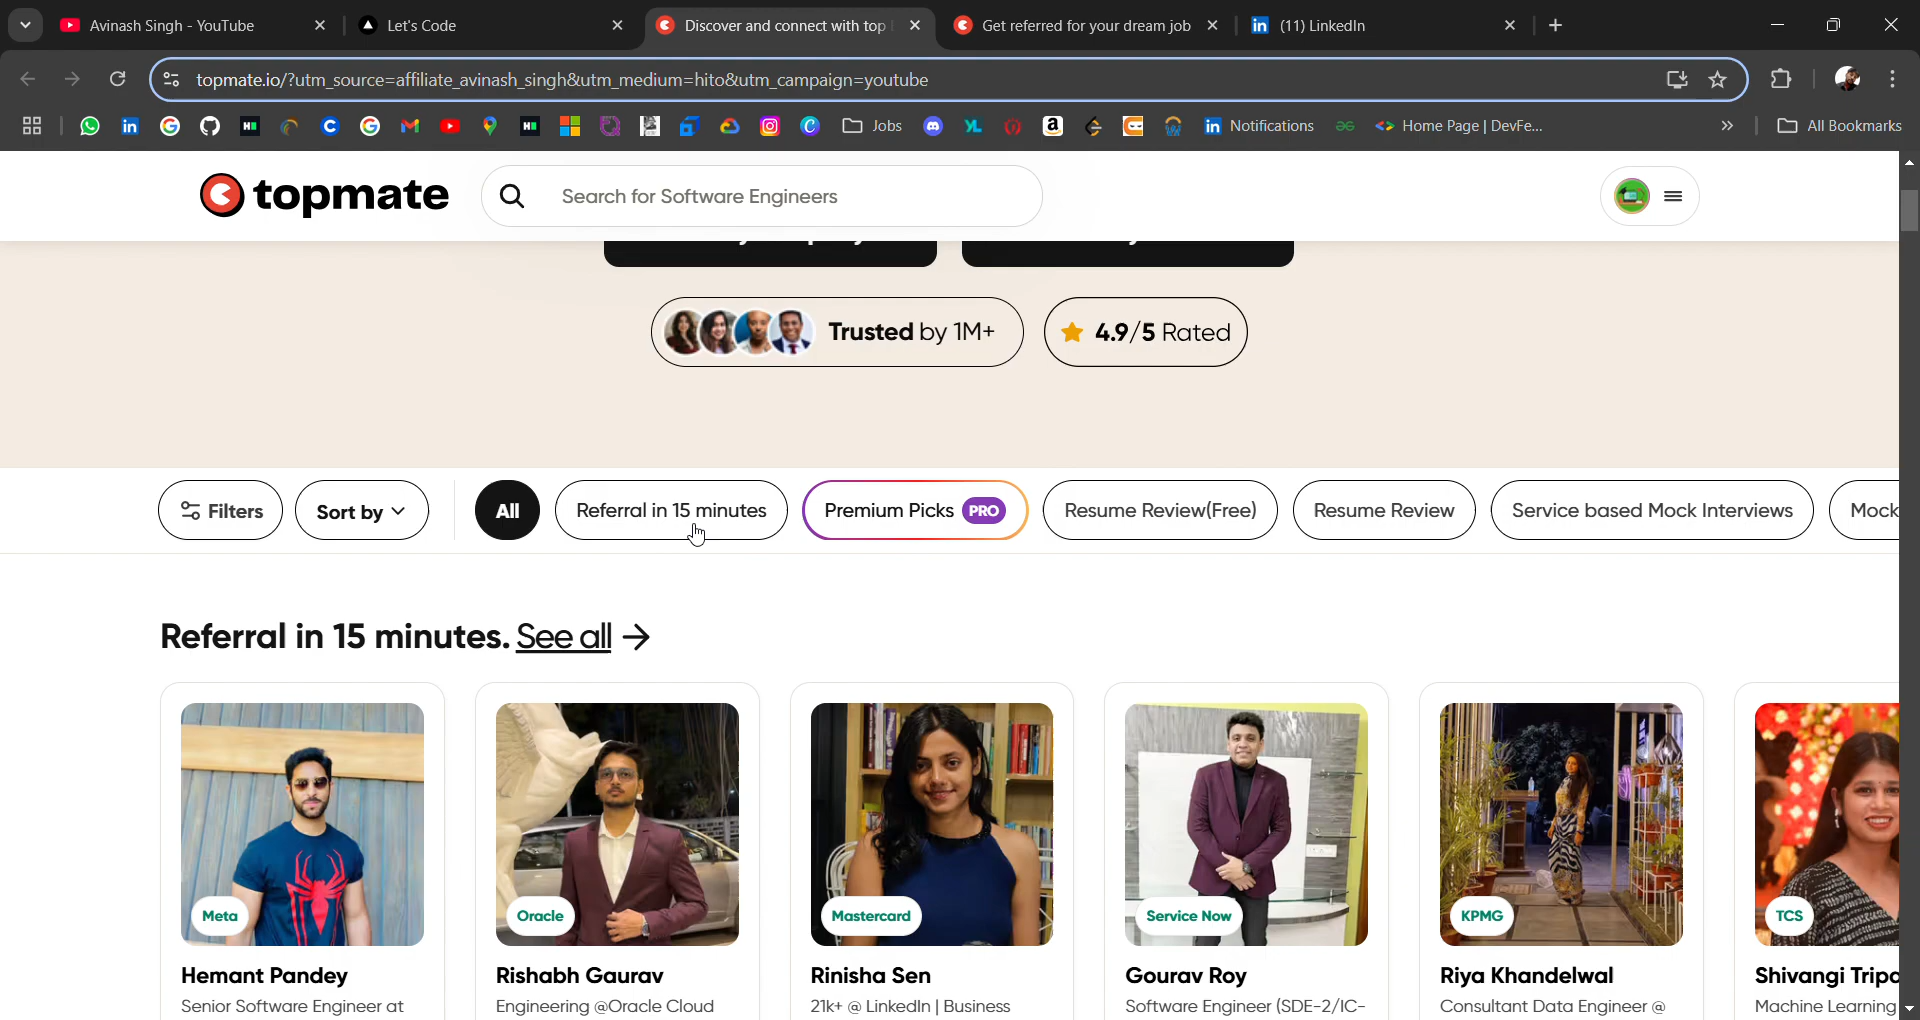 Avinash Singh - YouTube
Let's Code
Discover and connect with top
Get referred for your dream job
(11) LinkedIn
topmate.io/?utm_source=affiliate_avinash_singh&utm_medium=hito&utm_campaign=youtube
Jobs
Notifications
Home Page | DevFe...
All Bookmarks
topmate
Search for Software Engineers
Trusted by 1M+
4.9/5 Rated
Filters
Sort by
All
Referral in 15 minutes
Premium Picks PRO
Resume Review(Free)
Resume Review
Service based Mock Interviews
Mock
Referral in 15 minutes. See all →
Meta
Oracle
Mastercard
Service Now
KPMG
TCS
Hemant Pandey
Rishabh Gaurav
Rinisha Sen
Gourav Roy
Riya Khandelwal
Shivangi Tripa
Senior Software Engineer at
Engineering @Oracle Cloud
21k+ @ LinkedIn | Business
Software Engineer (SDE-2/IC-
Consultant Data Engineer @
Machine Learning